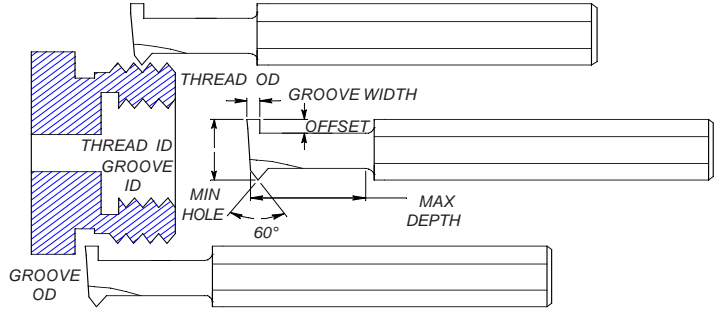 THREAD OD
GROOVE WIDTH
OFFSET
THREAD ID
GROOVE
ID
MIN
HOLE
MAX
DEPTH
60°
GROOVE
OD